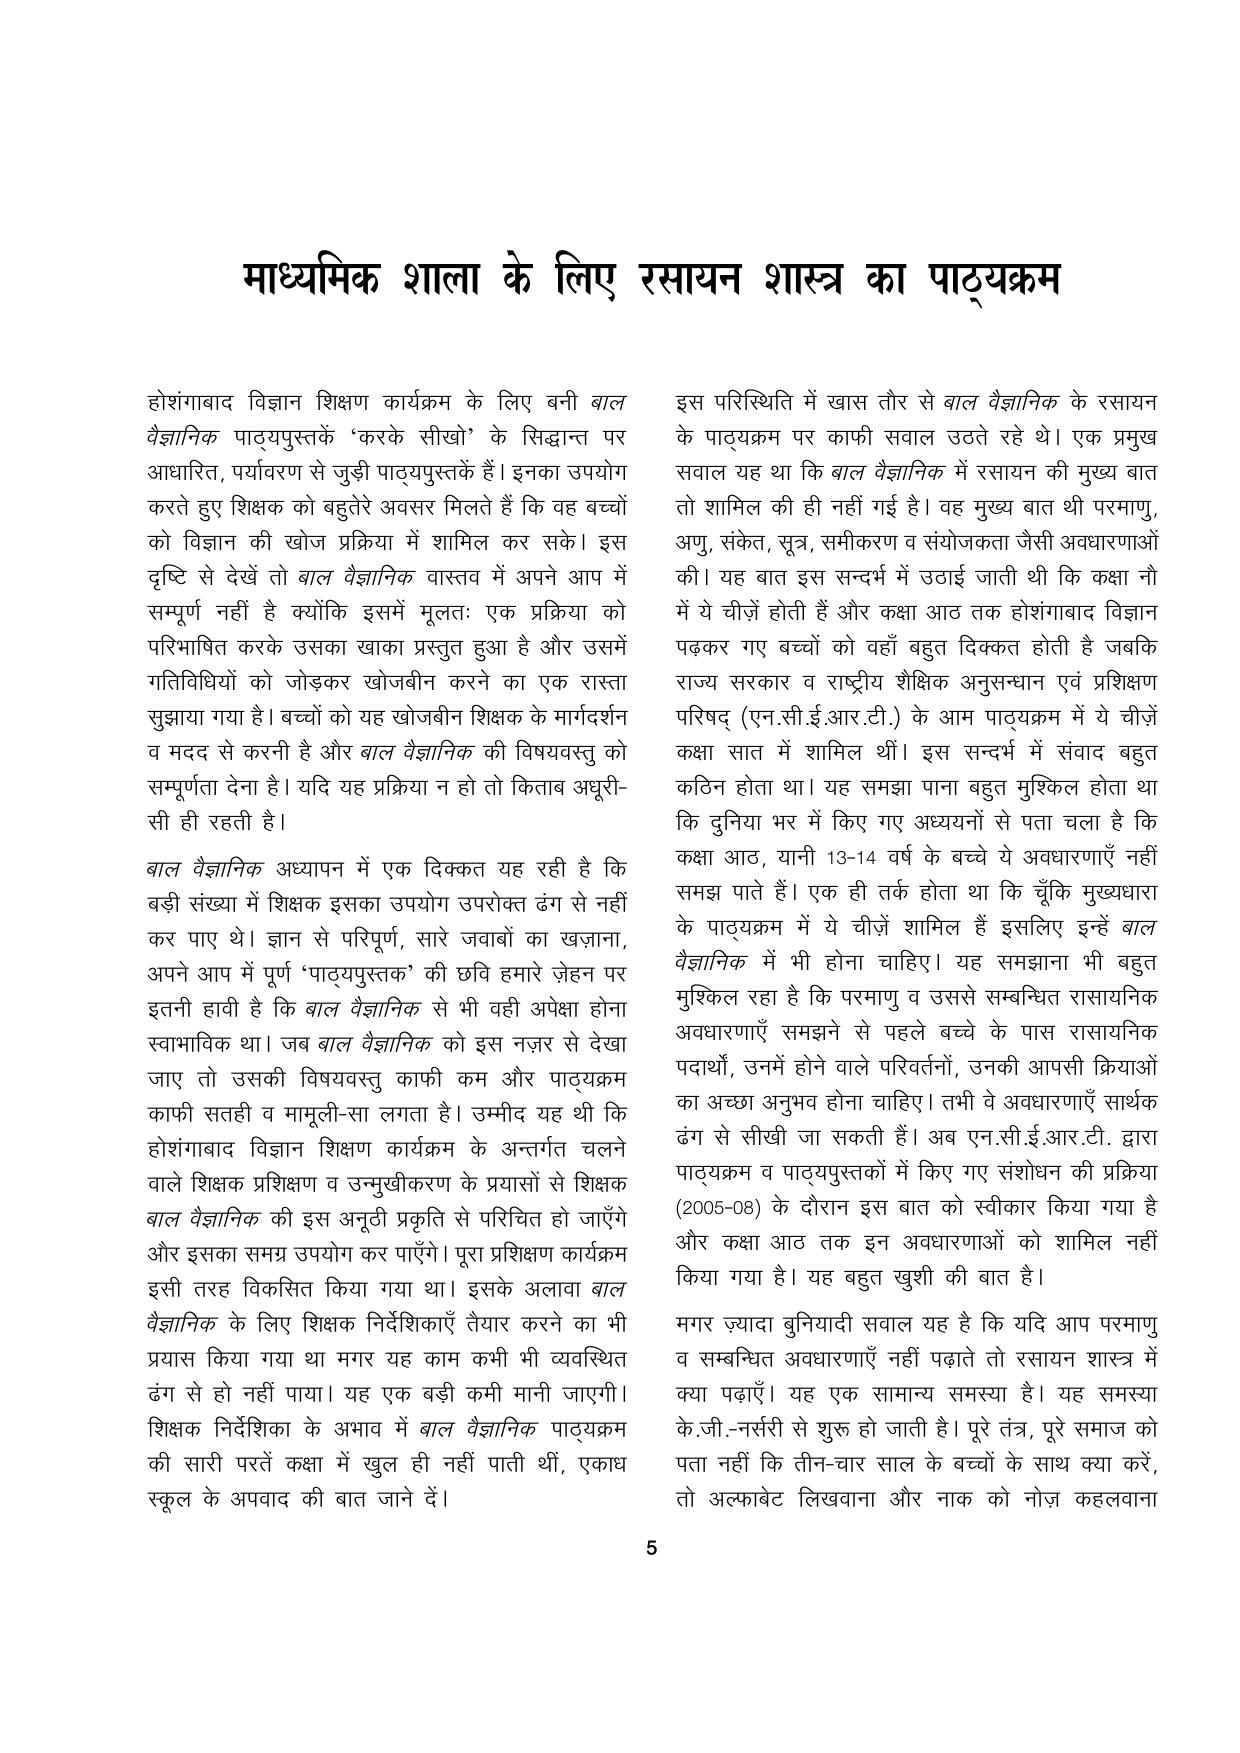 माध्यमिक शाला के लिए रसायन शास्त्र का पाठ्यक्रम
होशंगाबाद विज्ञान शिक्षण कार्यक्रम के लिए बनी बाल
वैज्ञानिक पाठ्यपुस्तकें ‘करके सीखो’ के सिद्धान्त पर
आधारित, पर्यावरण से जुड़ी पाठ्यपुस्तकें हैं। इनका उपयोग
करते हुए शिक्षक को बहुतेरे अवसर मिलते हैं कि वह बच्चों
को विज्ञान की खोज प्रक्रिया में शामिल कर सके। इस
दृष्टि से देखें तो बाल वैज्ञानिक वास्तव में अपने आप में
सम्पूर्ण नहीं है क्योंकि इसमें मूलतः एक प्रक्रिया को
परिभाषित करके उसका खाका प्रस्तुत हुआ है और उसमें
गतिविधियों को जोड़कर खोजबीन करने का एक रास्ता
सुझाया गया है। बच्चों को यह खोजबीन शिक्षक के मार्गदर्शन
व मदद से करनी है और बाल वैज्ञानिक की विषयवस्तु को
सम्पूर्णता देना है। यदि यह प्रक्रिया न हो तो किताब अधूरी-
सी ही रहती है।
बाल वैज्ञानिक अध्यापन में एक दिक्कत यह रही है कि
बड़ी संख्या में शिक्षक इसका उपयोग उपरोक्त ढंग से नहीं
कर पाए थे। ज्ञान से परिपूर्ण, सारे जवाबों का खज़ाना,
अपने आप में पूर्ण ‘पाठ्यपुस्तक’ की छवि हमारे ज़ेहन पर
इतनी हावी है कि बाल वैज्ञानिक से भी वही अपेक्षा होना
स्वाभाविक था। जब बाल वैज्ञानिक को इस नज़र से देखा
जाए तो उसकी विषयवस्तु काफी कम और पाठ्यक्रम
काफी सतही व मामूली-सा लगता है। उम्मीद यह थी कि
होशंगाबाद विज्ञान शिक्षण कार्यक्रम के अन्तर्गत चलने
वाले शिक्षक प्रशिक्षण व उन्मुखीकरण के प्रयासों से शिक्षक
बाल वैज्ञानिक की इस अनूठी प्रकृति से परिचित हो जाएँगे
और इसका समग्र उपयोग कर पाएँगे। पूरा प्रशिक्षण कार्यक्रम
इसी तरह विकसित किया गया था। इसके अलावा बाल
वैज्ञानिक के लिए शिक्षक निर्देशिकाएँ तैयार करने का भी
प्रयास किया गया था मगर यह काम कभी भी व्यवस्थित
ढंग से हो नहीं पाया। यह एक बड़ी कमी मानी जाएगी।
शिक्षक निर्देशिका के अभाव में बाल वैज्ञानिक पाठ्यक्रम
की सारी परतें कक्षा में खुल ही नहीं पाती थीं, एकाध
स्कूल के अपवाद की बात जाने दें।
इस परिस्थिति में खास तौर से बाल वैज्ञानिक के रसायन
के पाठ्यक्रम पर काफी सवाल उठते रहे थे। एक प्रमुख
सवाल यह था कि बाल वैज्ञानिक में रसायन की मुख्य बात
तो शामिल की ही नहीं गई है। वह मुख्य बात थी परमाणु,
अणु, संकेत, सूत्र, समीकरण व संयोजकता जैसी अवधारणाओं
की। यह बात इस सन्दर्भ में उठाई जाती थी कि कक्षा नौ
में ये चीज़ें होती हैं और कक्षा आठ तक होशंगाबाद विज्ञान
पढ़कर गए बच्चों को वहाँ बहुत दिक्कत होती है जबकि
राज्य सरकार व राष्ट्रीय शैक्षिक अनुसन्धान एवं प्रशिक्षण
परिषद् (एन.सी.ई.आर.टी.) के आम पाठ्यक्रम में ये चीज़ें
कक्षा सात में शामिल थीं। इस सन्दर्भ में संवाद बहुत
कठिन होता था। यह समझा पाना बहुत मुश्किल होता था
कि दुनिया भर में किए गए अध्ययनों से पता चला है कि
कक्षा आठ, यानी 13-14 वर्ष के बच्चे ये अवधारणाएँ नहीं
समझ पाते हैं। एक ही तर्क होता था कि चूँकि मुख्यधारा
के पाठ्यक्रम में ये चीज़ें शामिल हैं इसलिए इन्हें बाल
वैज्ञानिक में भी होना चाहिए। यह समझाना भी बहुत
मुश्किल रहा है कि परमाणु व उससे सम्बन्धित रासायनिक
अवधारणाएँ समझने से पहले बच्चे के पास रासायनिक
पदार्थों, उनमें होने वाले परिवर्तनों, उनकी आपसी क्रियाओं
का अच्छा अनुभव होना चाहिए। तभी वे अवधारणाएँ सार्थक
ढंग से सीखी जा सकती हैं। अब एन.सी.ई.आर.टी. द्वारा
पाठ्यक्रम व पाठ्यपुस्तकों में किए गए संशोधन की प्रक्रिया
(2005-08) के दौरान इस बात को स्वीकार किया गया है
और कक्षा आठ तक इन अवधारणाओं को शामिल नहीं
किया गया है। यह बहुत खुशी की बात है।
मगर ज़्यादा बुनियादी सवाल यह है कि यदि आप परमाणु
व सम्बन्धित अवधारणाएँ नहीं पढ़ाते तो रसायन शास्त्र में
क्या पढ़ाएँ। यह एक सामान्य समस्या है। यह समस्या
के.जी.-नर्सरी से शुरू हो जाती है। पूरे तंत्र, पूरे समाज को
पता नहीं कि तीन-चार साल के बच्चों के साथ क्या करें,
तो अल्फाबेट लिखवाना और नाक को नोज़ कहलवाना
5